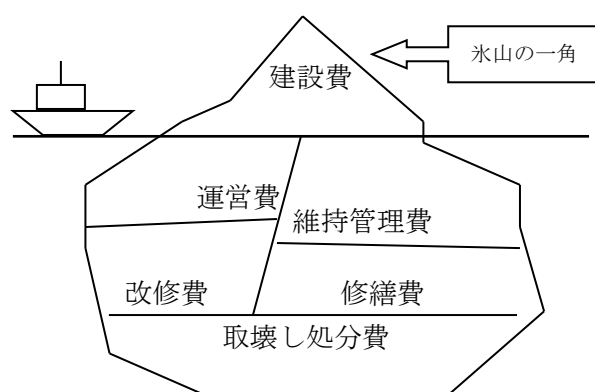 氷山の一角
建設費
運営費
維持管理費
改修費
修繕費
取壊し処分費